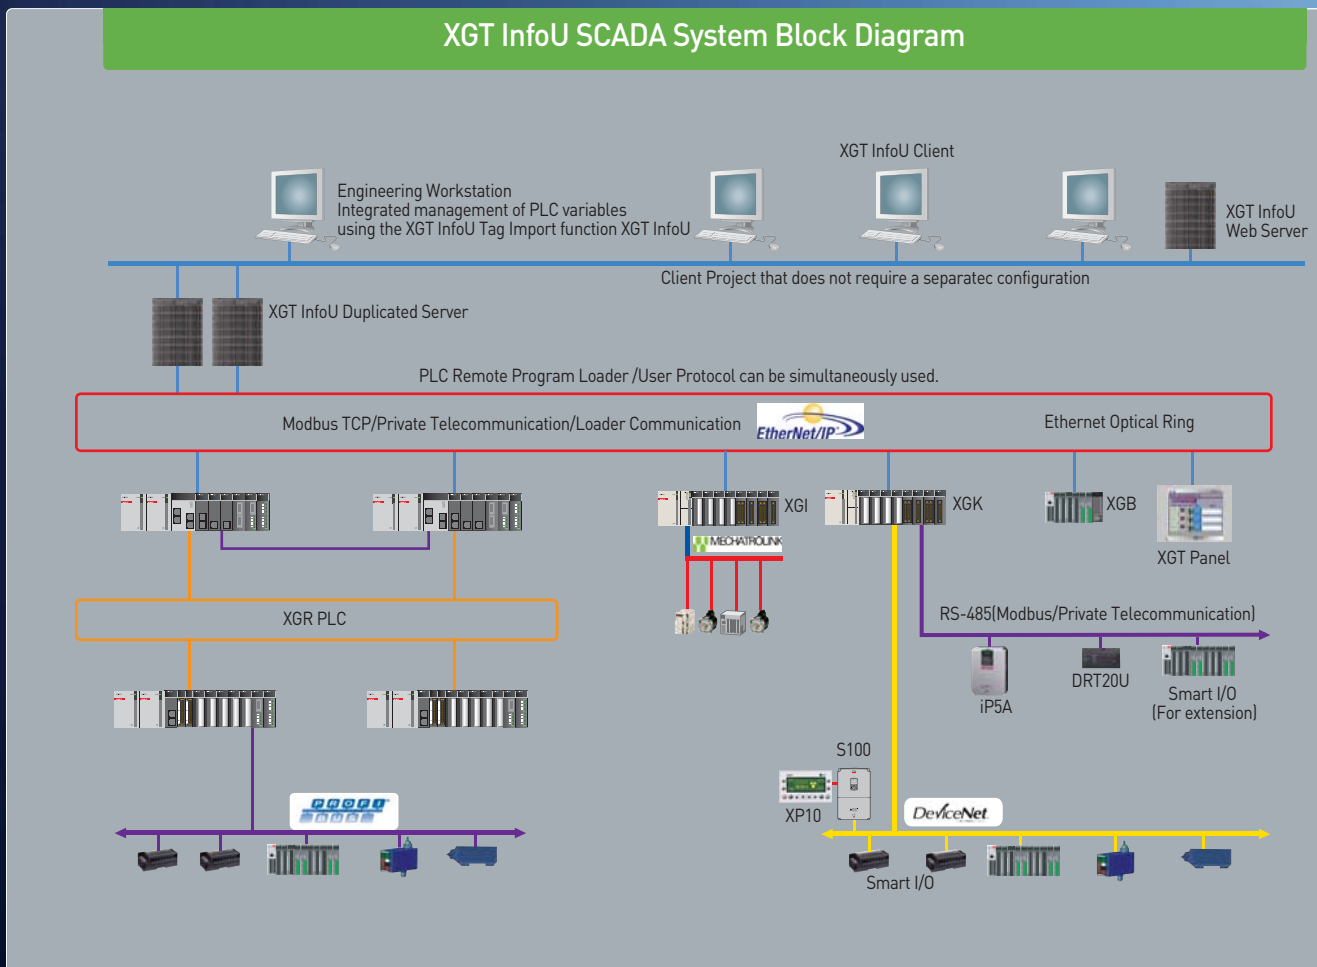 XGT InfoU SCADA System Block Diagram
XGT InfoU Client
Engineering Workstation
Integrated management of PLC variables
using the XGT InfoU Tag Import function XGT InfoU
XGT InfoU
Web Server
Client Project that does not require a separatec configuration
XGT InfoU Duplicated Server
PLC Remote Program Loader /User Protocol can be simultaneously used.
Modbus TCP/Private Telecommunication/Loader Communication
EtherNet/IP
Ethernet Optical Ring
XGI
XGK
XGB
XGT Panel
MECHATROLINK
XGR PLC
RS-485(Modbus/Private Telecommunication)
iP5A
DRT20U
Smart I/O
(For extension)
S100
XP10
PROFI
BUS
DeviceNet
Smart I/O